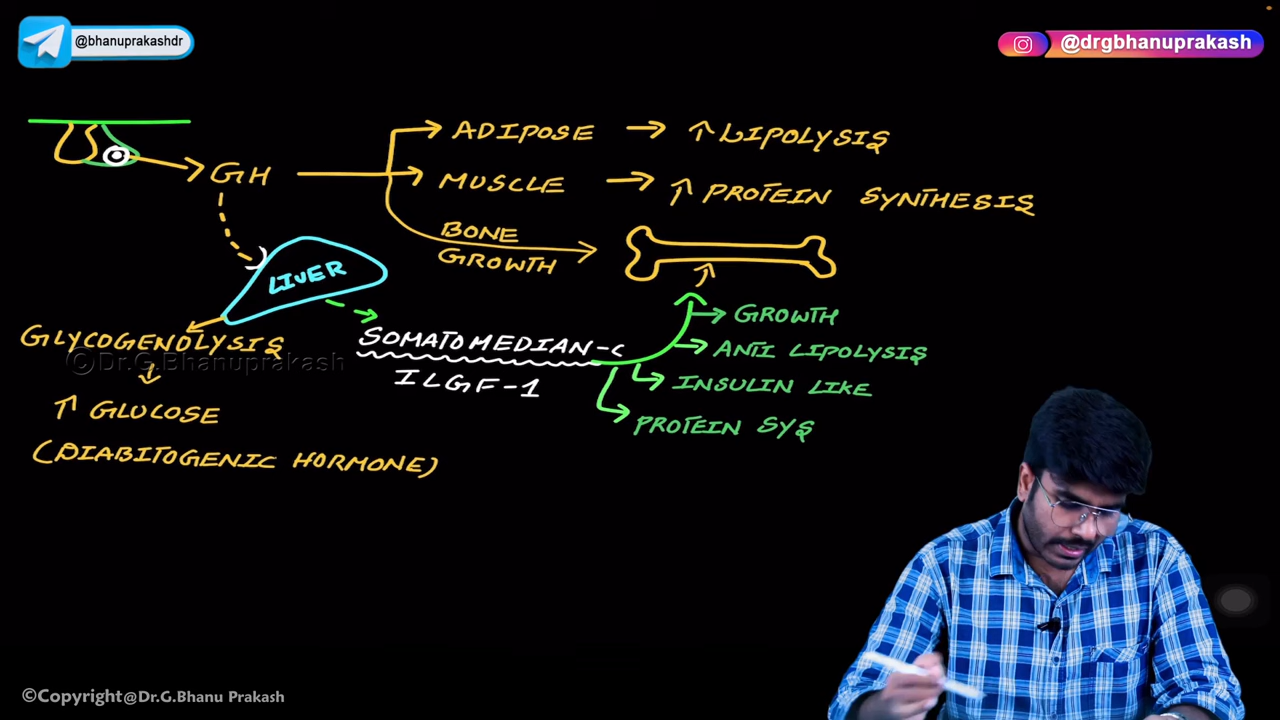 @bhanuprakashdr
@drgbhanuprakash
ADIPOSE → ↑ LIPOLYSIS
GH
MUSCLE → ↑ PROTEIN SYNTHESIS
BONE
GROWTH
LIVER
GLYCOGENOLYSIS
©Dr.G.Bhanuprakash
↑ GLUCOSE
(DIABITOGENIC HORMONE)
SOMATOMEDIAN-C
ILGF-1
GROWTH
ANTI LIPOLYSIS
INSULIN LIKE
PROTEIN SYS
©Copyright@Dr.G.Bhanu Prakash